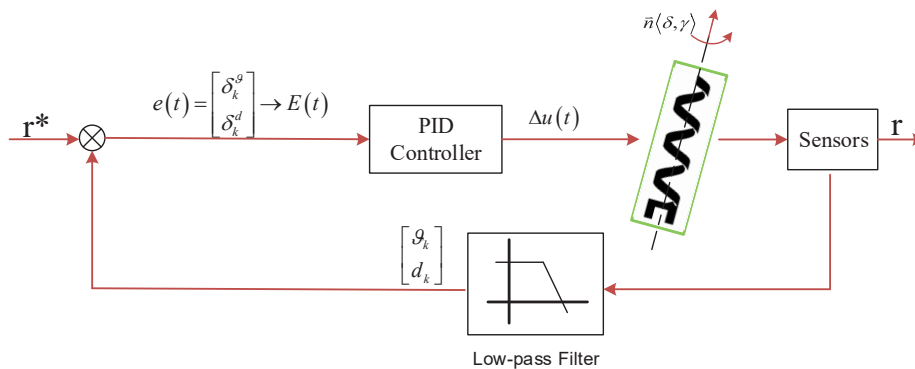 n̄⟨δ,γ⟩
e(t) = [δ_k^ϑ δ_k^d] → E(t)
r*
PID
Controller
Δu(t)
Sensors
r
[ϑ_k d_k]
Low-pass Filter